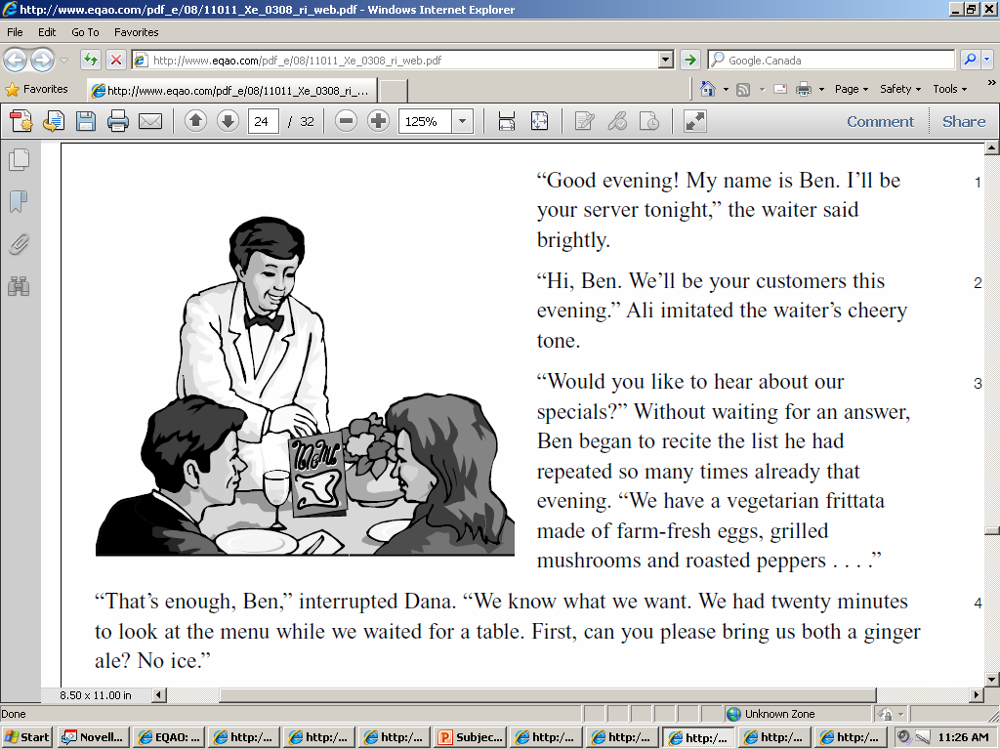 http://www.eqao.com/pdf_e/08/11011_Xe_0308_ri_web.pdf - Windows Internet Explorer
File Edit Go To Favorites
http://www.eqao.com/pdf_e/08/11011_Xe_0308_ri_web.pdf Google.Canada
Favorites http://www.eqao.com/pdf_e/08/11011_Xe_0308_ri_... Page Safety Tools »
24 / 32 125% Comment Share
“Good evening! My name is Ben. I’ll be 1
your server tonight,” the waiter said
brightly.
“Hi, Ben. We’ll be your customers this 2
evening.” Ali imitated the waiter’s cheery
tone.
“Would you like to hear about our 3
specials?” Without waiting for an answer,
Ben began to recite the list he had
repeated so many times already that
evening. “We have a vegetarian frittata
made of farm-fresh eggs, grilled
mushrooms and roasted peppers . . . .”
Menu
“That’s enough, Ben,” interrupted Dana. “We know what we want. We had twenty minutes 4
to look at the menu while we waited for a table. First, can you please bring us both a ginger
ale? No ice.”
8.50 x 11.00 in
Done Unknown Zone
Start Novell... EQAO: ... http:/... http:/... http:/... Subjec... http:/... http:/... http:/... http:/... http:/... 11:26 AM